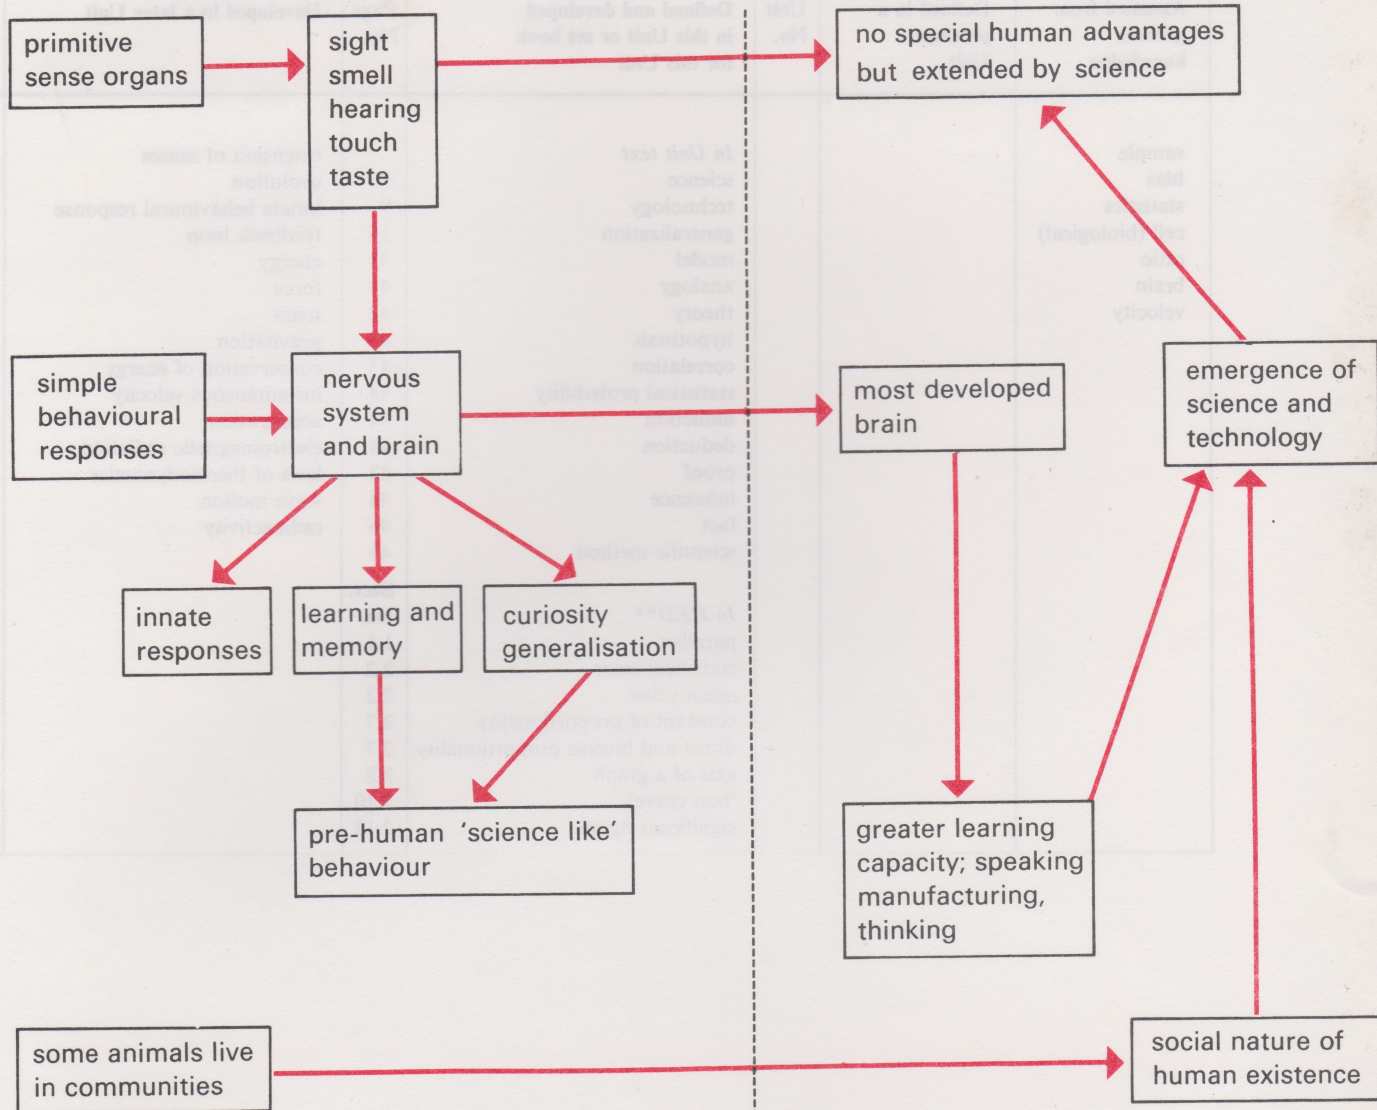 primitive
sense organs
sight
smell
hearing
touch
taste
no special human advantages
but extended by science
simple
behavioural
responses
nervous
system
and brain
most developed
brain
emergence of
science and
technology
innate
responses
learning and
memory
curiosity
generalisation
pre-human 'science like'
behaviour
greater learning
capacity; speaking
manufacturing,
thinking
some animals live
in communities
social nature of
human existence